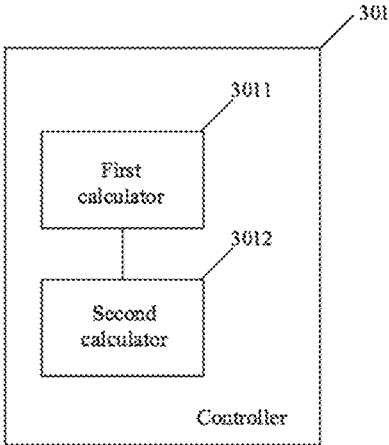 301
3011
First
calculator
3012
Second
calculator
Controller